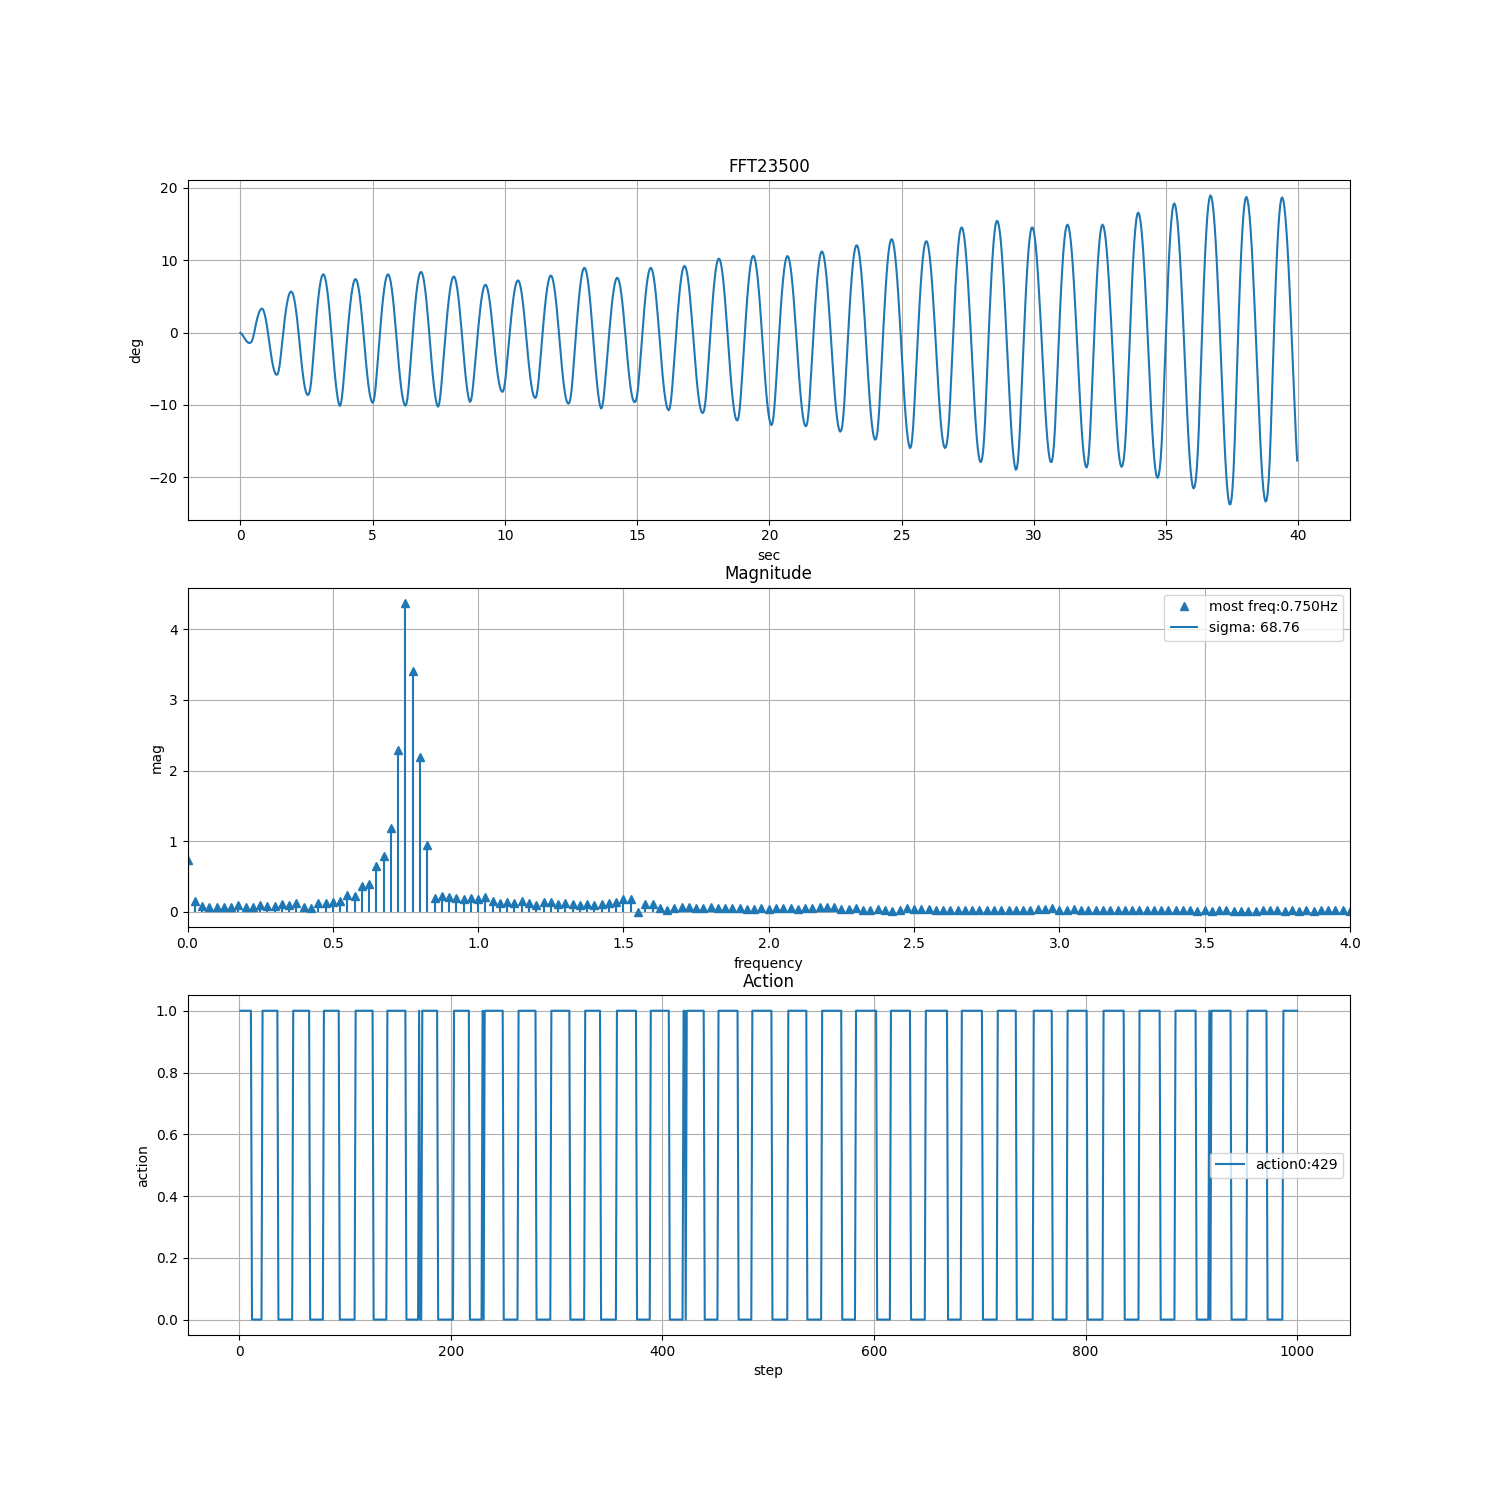 FFT23500
20
10
0
−10
−20
deg
0 5 10 15 20 25 30 35 40
sec
Magnitude
most freq:0.750Hz
sigma: 68.76
4
3
2
1
0
mag
0.0 0.5 1.0 1.5 2.0 2.5 3.0 3.5 4.0
frequency
Action
1.0
0.8
0.6
0.4
0.2
0.0
action
action0:429
0 200 400 600 800 1000
step